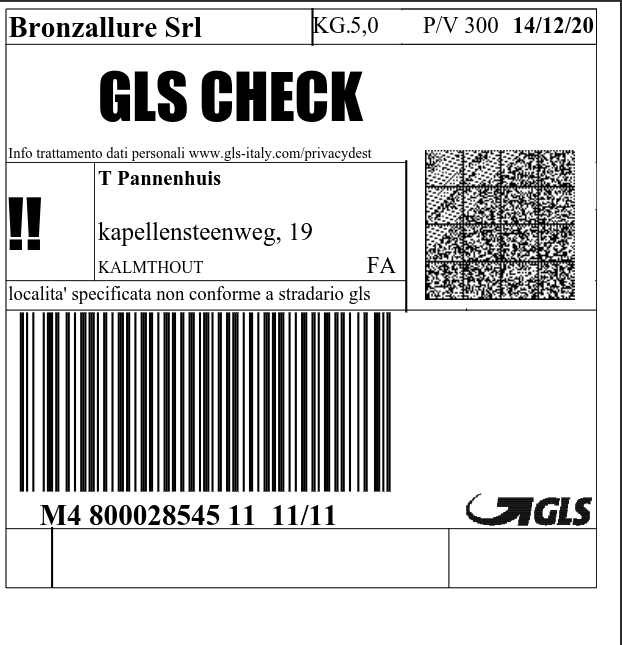 Bronzallure Srl KG.5,0 P/V 300 14/12/20
GLS CHECK
Info trattamento dati personali www.gls-italy.com/privacydest
T Pannenhuis
!!
kapellensteenweg, 19
KALMTHOUT FA
localita' specificata non conforme a stradario gls
M4 800028545 11 11/11
GLS